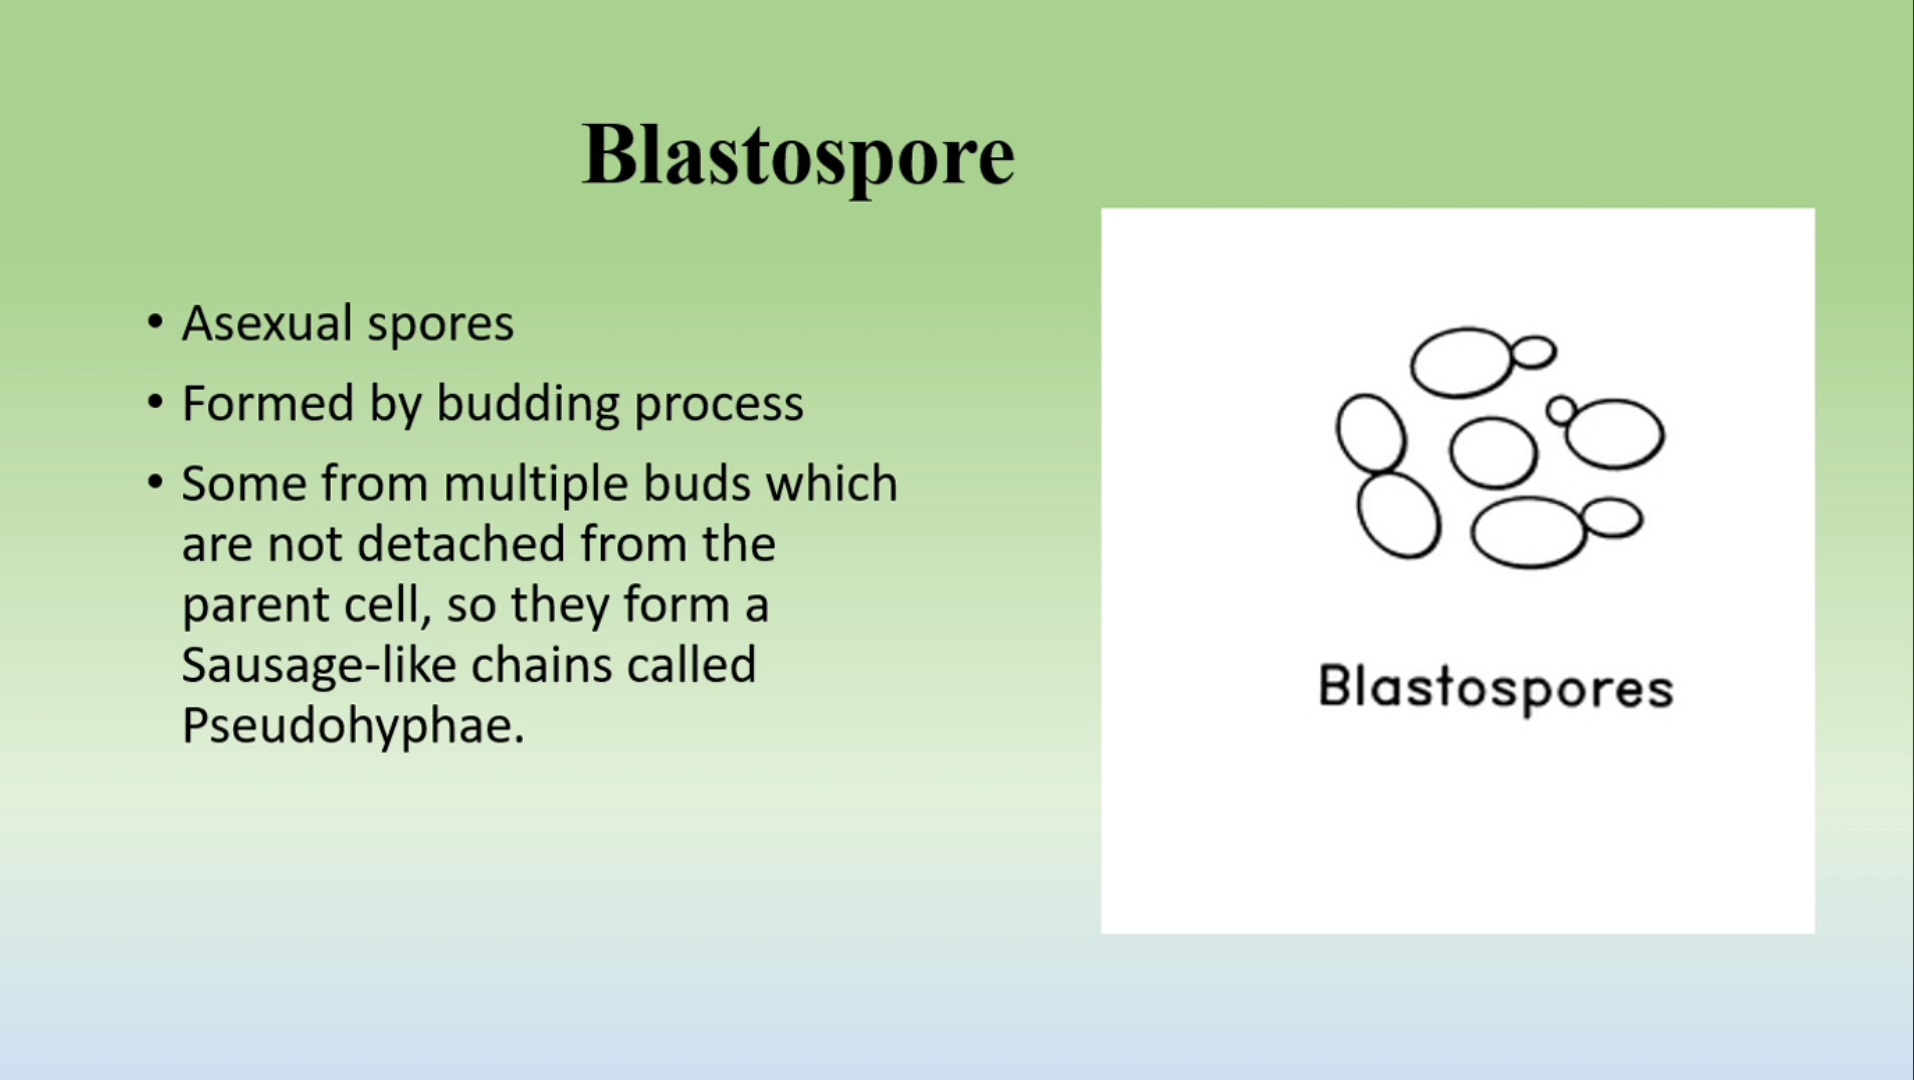 Blastospore
• Asexual spores
• Formed by budding process
• Some from multiple buds which
are not detached from the
parent cell, so they form a
Sausage-like chains called
Pseudohyphae.
Blastospores